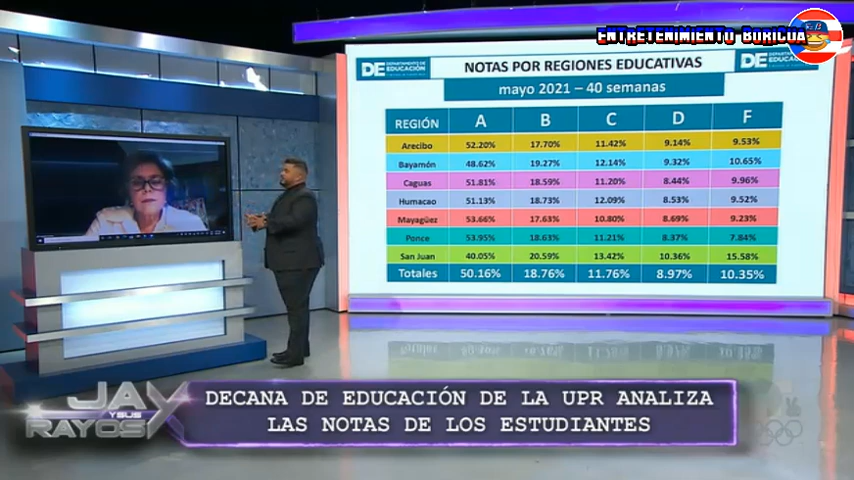 ENTRETENIMIENTO BORICUA
DE DEPARTAMENTO DE EDUCACIÓN
NOTAS POR REGIONES EDUCATIVAS
DE
mayo 2021 – 40 semanas
REGIÓN A B C D F
Arecibo 52.20% 17.70% 11.42% 9.14% 9.53%
Bayamón 48.62% 19.27% 12.14% 9.32% 10.65%
Caguas 51.81% 18.59% 11.20% 8.44% 9.96%
Humacao 51.13% 18.73% 12.09% 8.53% 9.52%
Mayagüez 53.66% 17.63% 10.80% 8.69% 9.23%
Ponce 53.95% 18.63% 11.21% 8.37% 7.84%
San Juan 40.05% 20.59% 13.42% 10.36% 15.58%
Totales 50.16% 18.76% 11.76% 8.97% 10.35%
JAY
Y SUS
RAYOS X
DECANA DE EDUCACIÓN DE LA UPR ANALIZA
LAS NOTAS DE LOS ESTUDIANTES